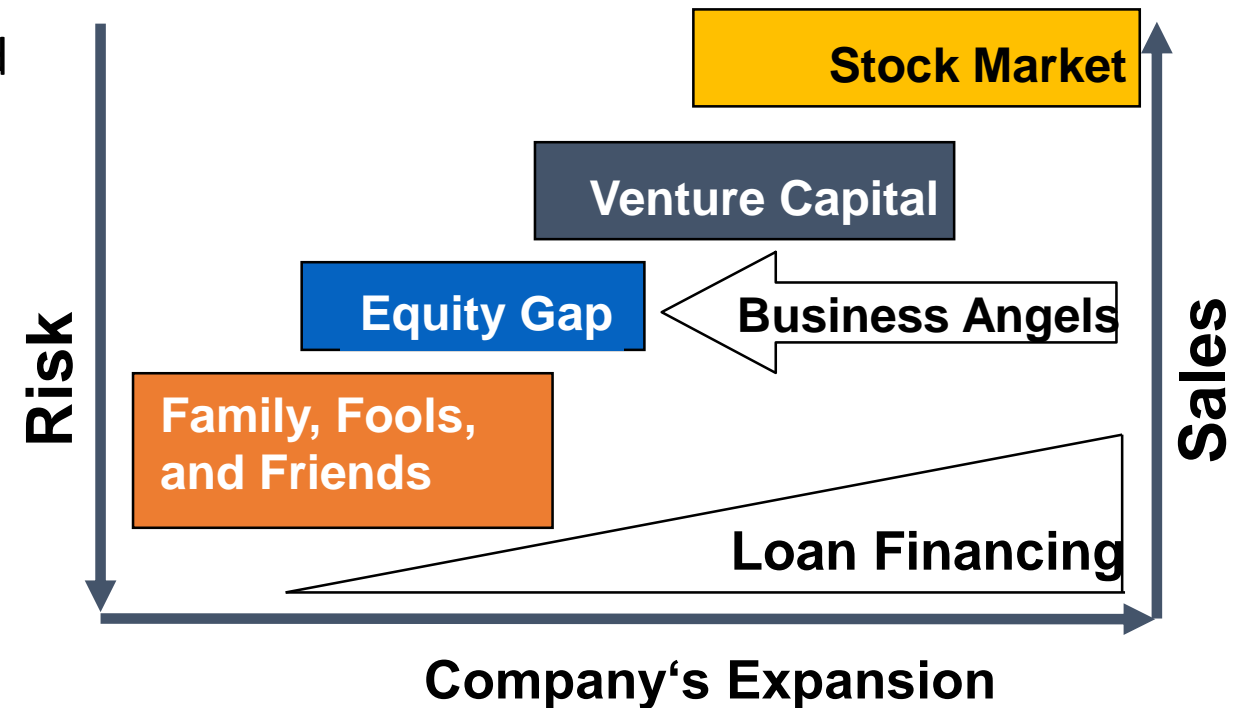 Stock Market
Venture Capital
Equity Gap
Business Angels
Family, Fools,
and Friends
Loan Financing
Risk
Sales
Company‘s Expansion